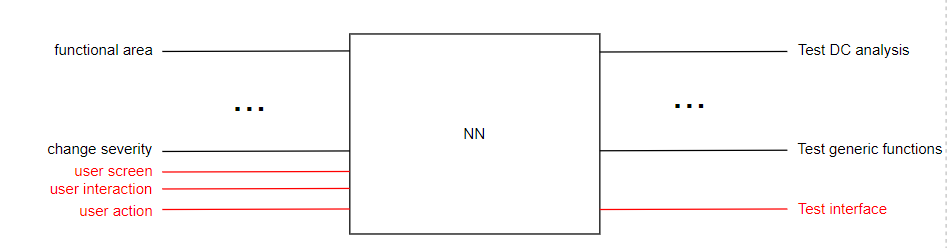 functional area
Test DC analysis
...
...
NN
change severity
Test generic functions
user screen
user interaction
user action
Test interface